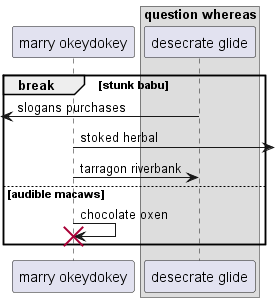 question whereas
marry okeydokey
desecrate glide
break
[stunk babu]
slogans purchases
stoked herbal
tarragon riverbank
[audible macaws]
chocolate oxen
marry okeydokey
desecrate glide